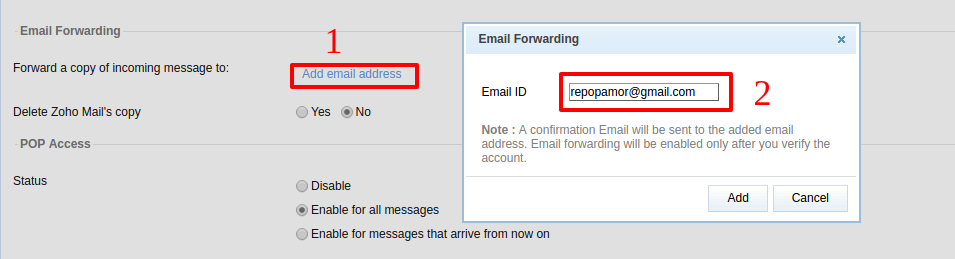 Email Forwarding
1
Forward a copy of incoming message to:
Add email address
Delete Zoho Mail's copy
Yes No
POP Access
Status
Disable
Enable for all messages
Enable for messages that arrive from now on
Email Forwarding ×
Email ID
repopamor@gmail.com
2
Note : A confirmation Email will be sent to the added email
address. Email forwarding will be enabled only after you verify the
account.
Add Cancel